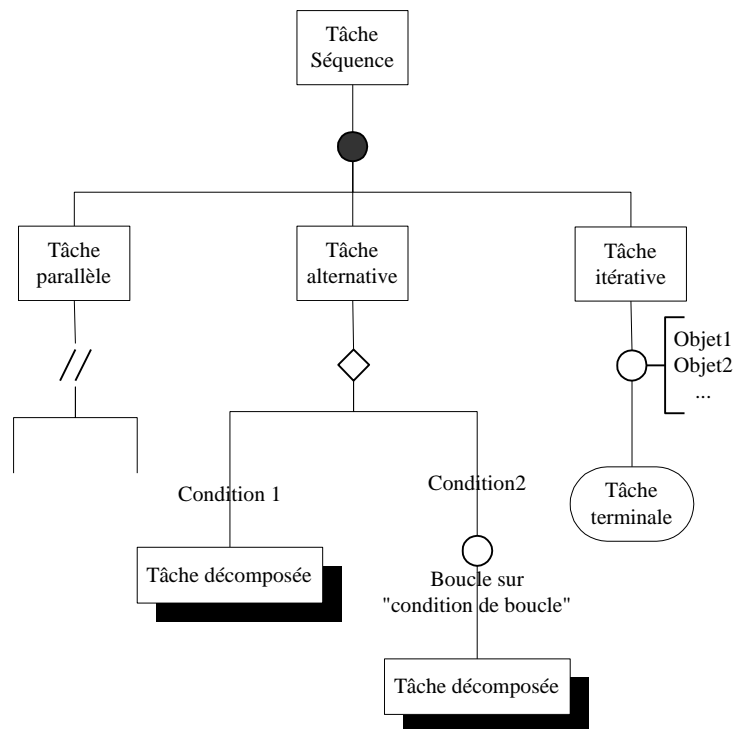 Tâche
Séquence
Tâche
parallèle
Tâche
alternative
Tâche
itérative
//
Objet1
Objet2
...
Condition 1
Condition2
Tâche
terminale
Tâche décomposée
Boucle sur
"condition de boucle"
Tâche décomposée